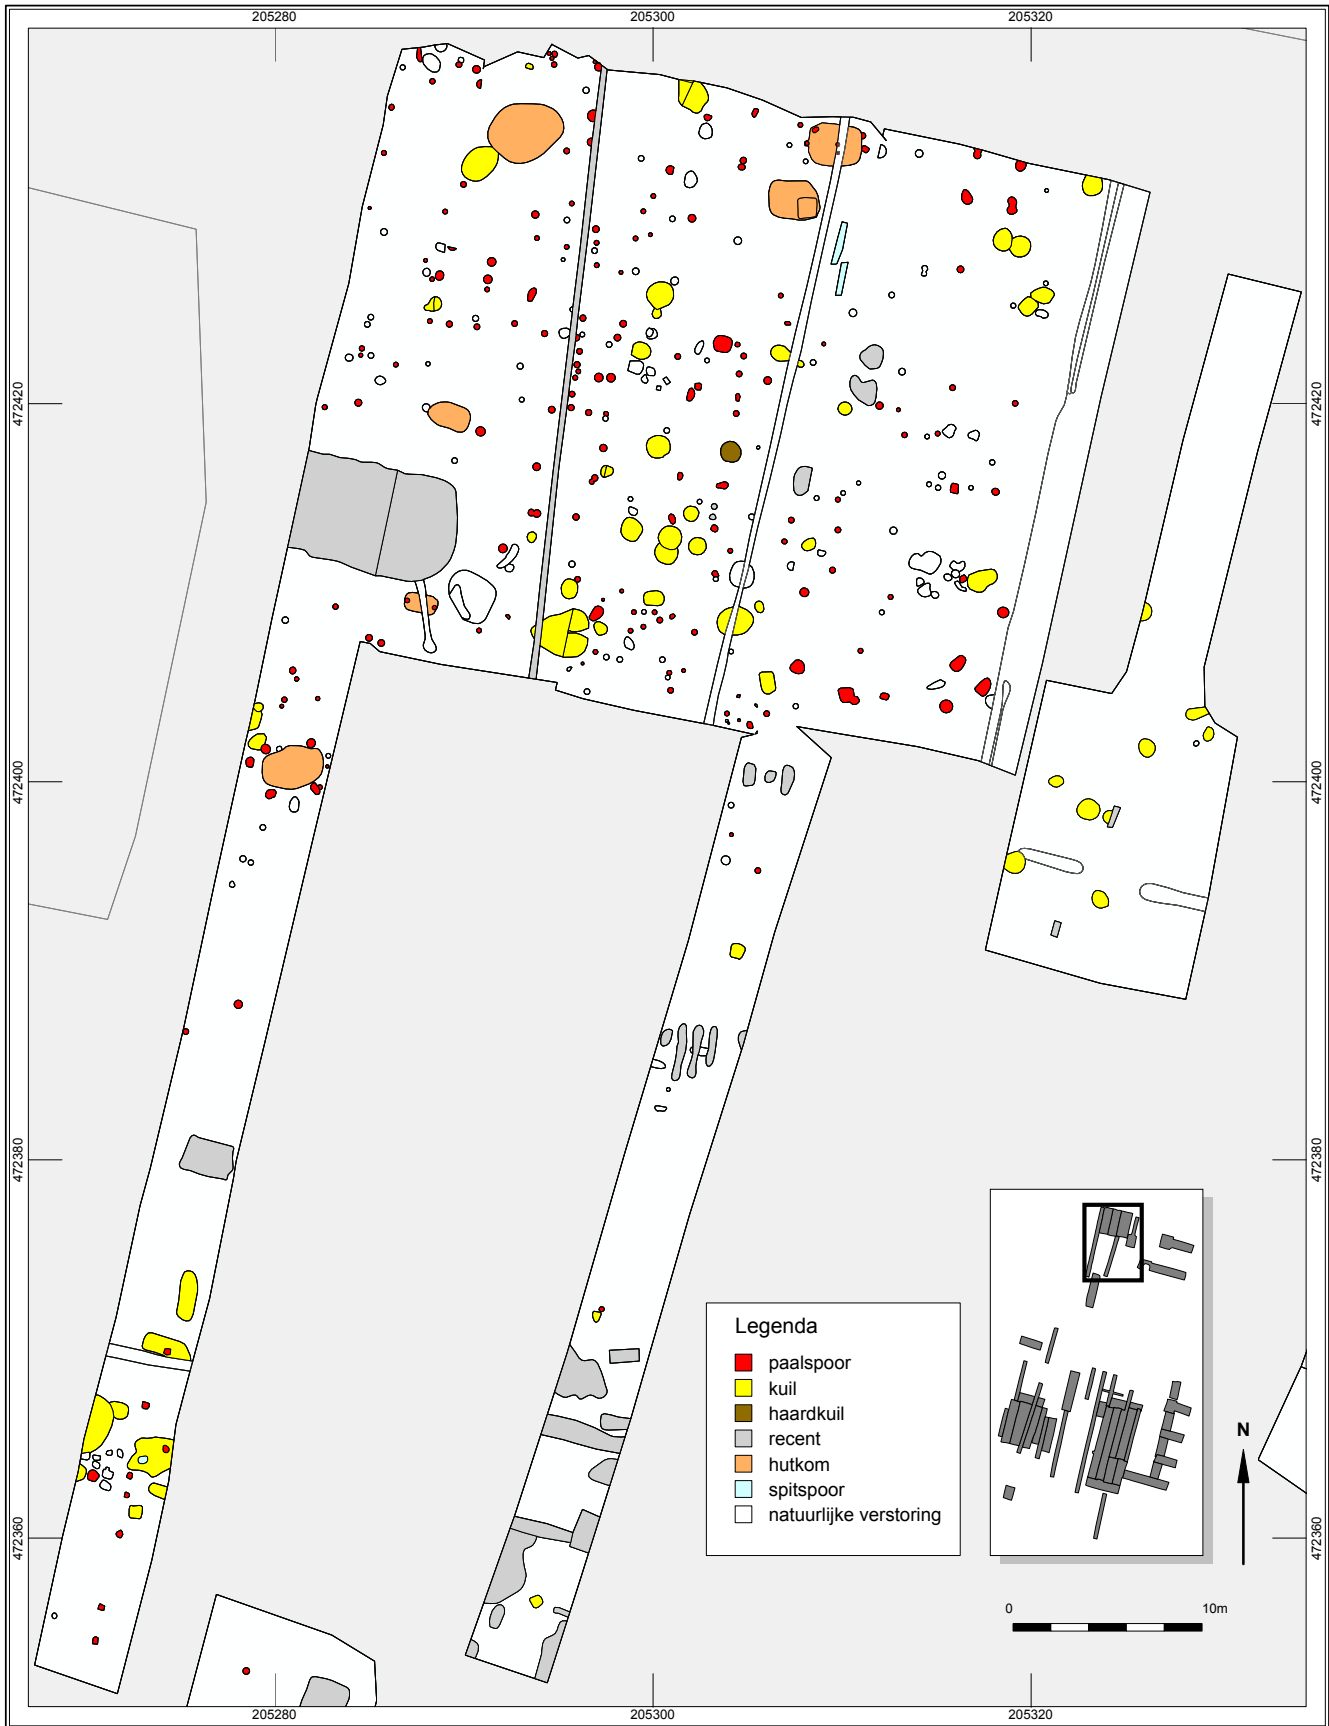 205280 205300 205320
472420 472420
472400 472400
472380 472380
472360 472360
Legenda
paalspoor
kuil
haardkuil
recent
hutkom
spitspoor
natuurlijke verstoring
N
0 10m
205280 205300 205320